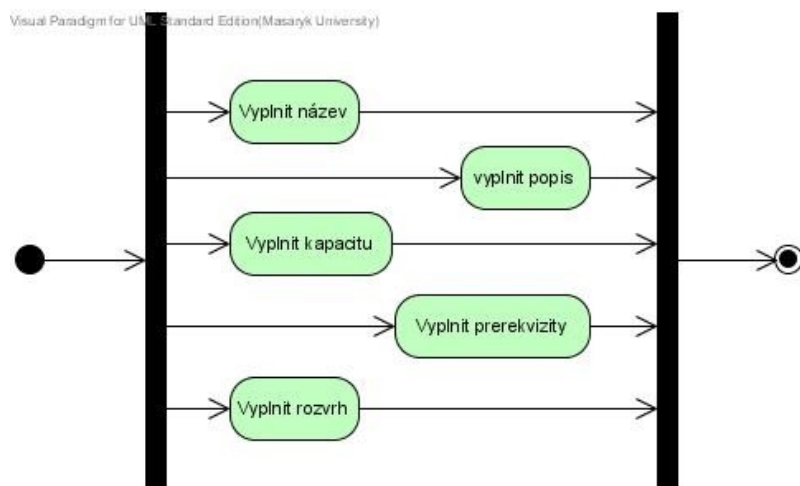 Visual Paradigm for UML Standard Edition(Masaryk University)
Vyplnit název
vyplnit popis
Vyplnit kapacitu
Vyplnit prerekvizity
Vyplnit rozvrh